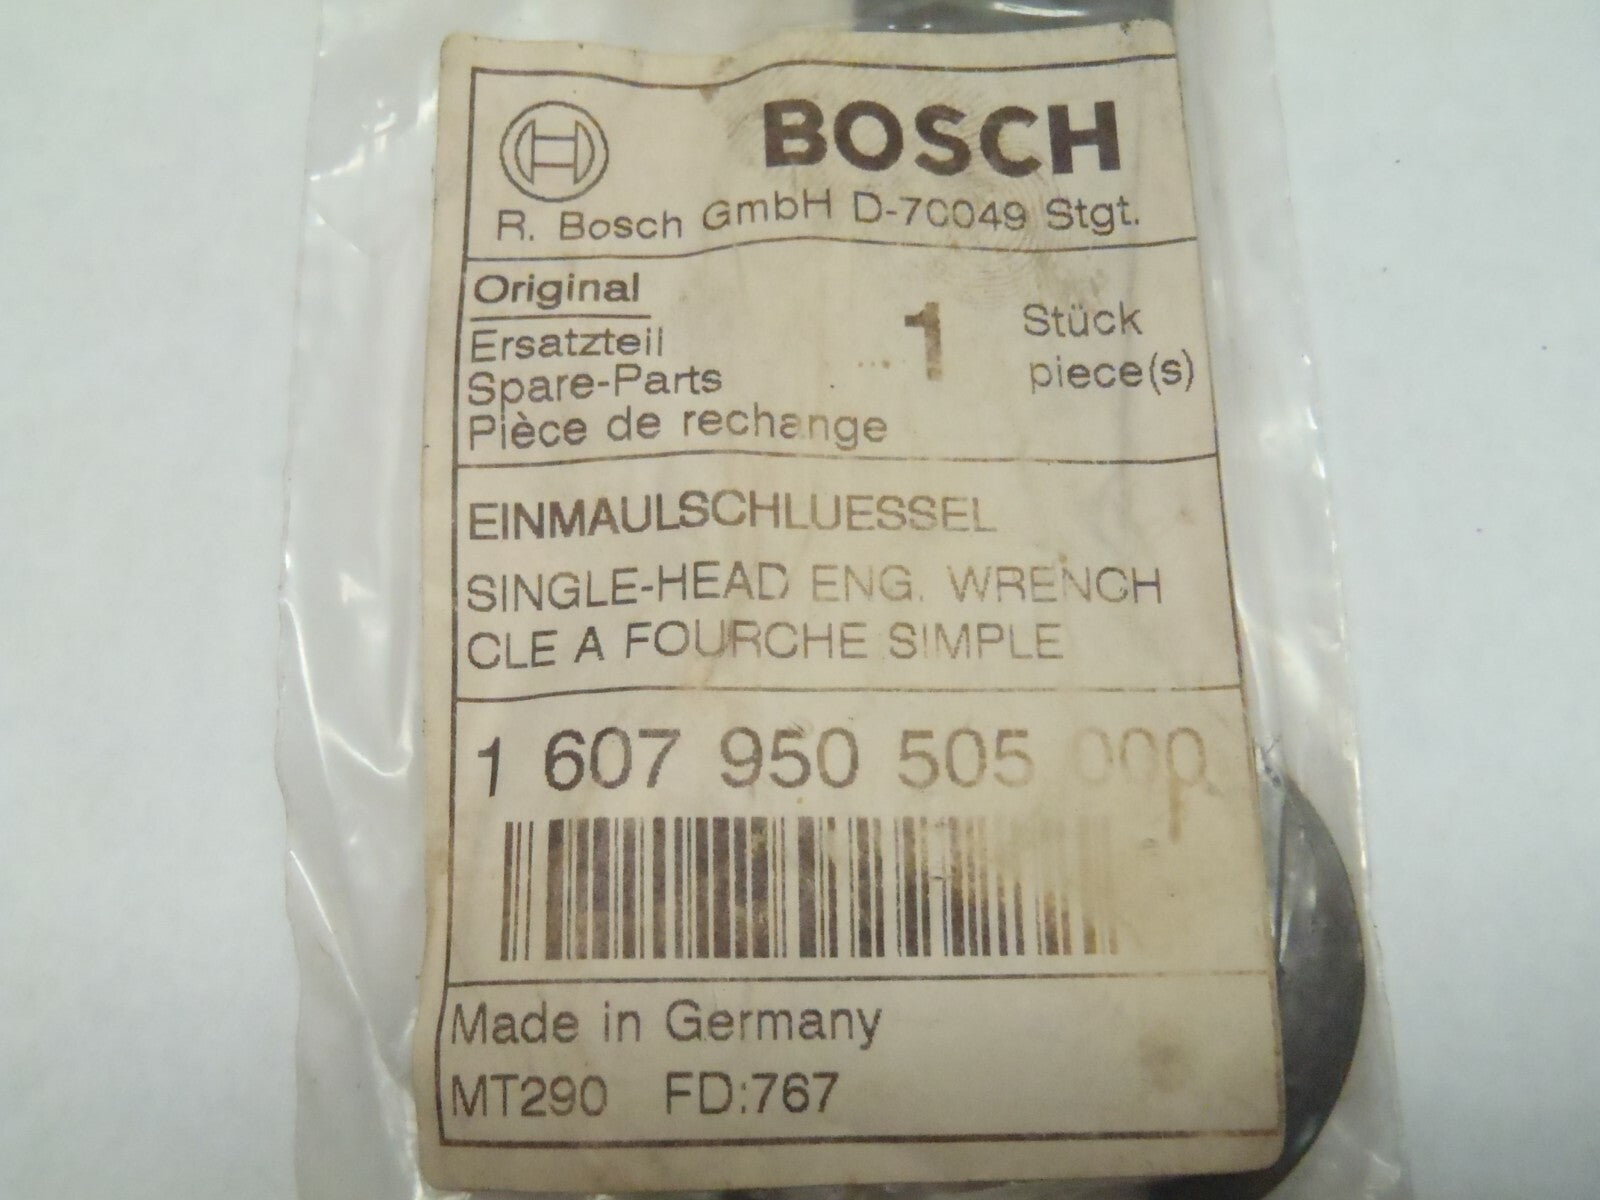 BOSCH
R. Bosch GmbH D-70049 Stgt.
Original
Ersatzteil
Spare-Parts
Pièce de rechange
1
Stück
piece(s)
EINMAULSCHLUESSEL
SINGLE-HEAD ENG. WRENCH
CLE A FOURCHE SIMPLE
1 607 950 505 000
Made in Germany
MT290 FD:767